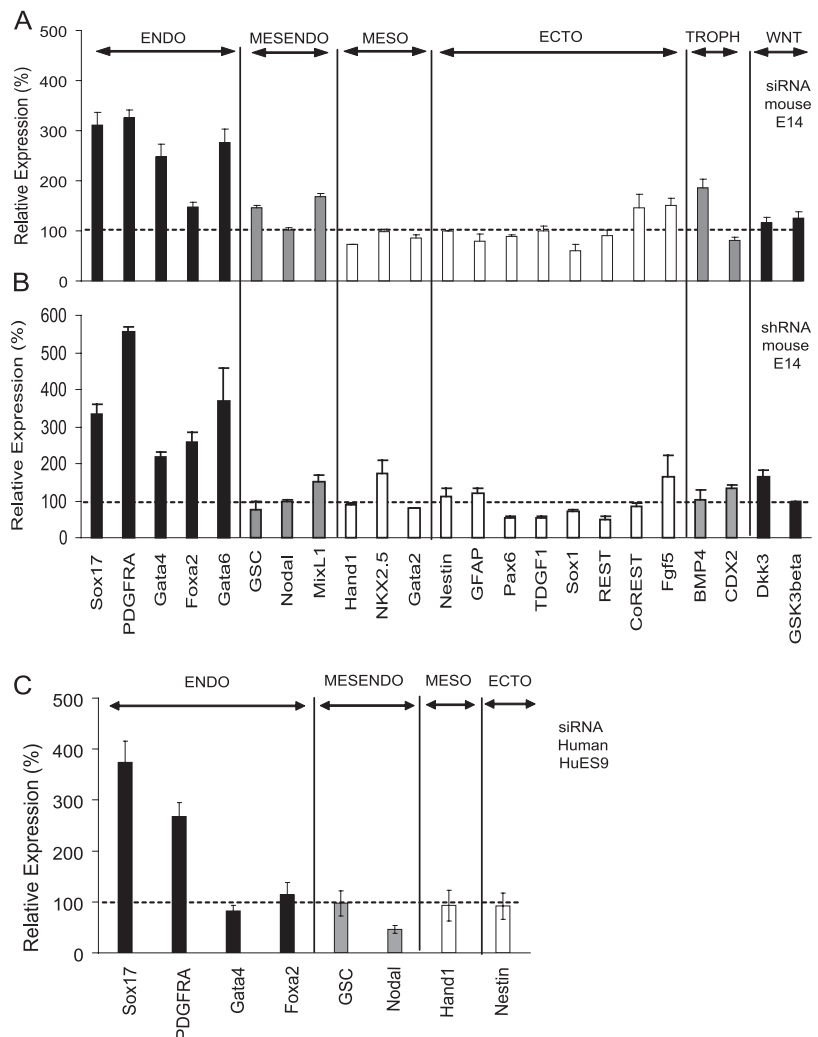 A
500
400
300
200
100
0
Relative Expression (%)
ENDO
MESENDO
MESO
ECTO
TROPH
WNT
siRNA
mouse
E14
B
600
500
400
300
200
100
0
Relative Expression (%)
shRNA
mouse
E14
Sox17
PDGFRA
Gata4
Foxa2
Gata6
GSC
Nodal
MixL1
Hand1
NKX2.5
Gata2
Nestin
GFAP
Pax6
TDGF1
Sox1
REST
CoREST
Fgf5
BMP4
CDX2
Dkk3
GSK3beta
C
500
400
300
200
100
0
Relative Expression (%)
ENDO
MESENDO
MESO
ECTO
siRNA
Human
HuES9
Sox17
PDGFRA
Gata4
Foxa2
GSC
Nodal
Hand1
Nestin